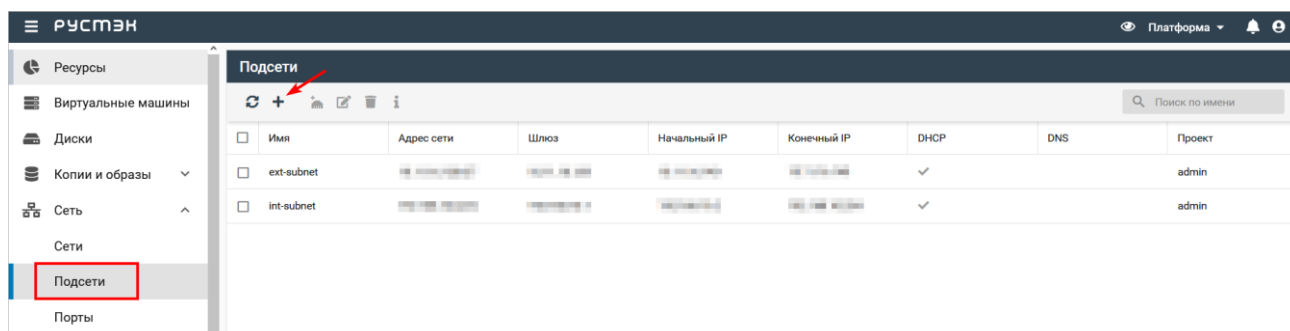 РУСТЭК
Платформа
Ресурсы
Виртуальные машины
Диски
Копии и образы
Сеть
Сети
Подсети
Порты
Подсети
Поиск по имени
Имя Адрес сети Шлюз Начальный IP Конечный IP DHCP DNS Проект
ext-subnet admin
int-subnet admin